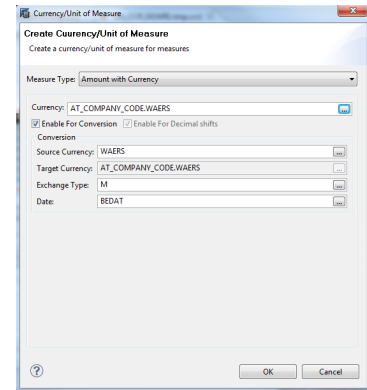 Currency/Unit of Measure
Create Cuurency/Unit of Measure
Create a currency/unit of measure for measures
Measure Type: Amount with Currency
Currency: AT_COMPANY_CODE.WAERS ...
Enable For Conversion Enable For Decimal shifts
Conversion
Source Currency: WAERS ...
Target Currency: AT_COMPANY_CODE.WAERS ...
Exchange Type: M ...
Date: BEDAT ...
? OK Cancel